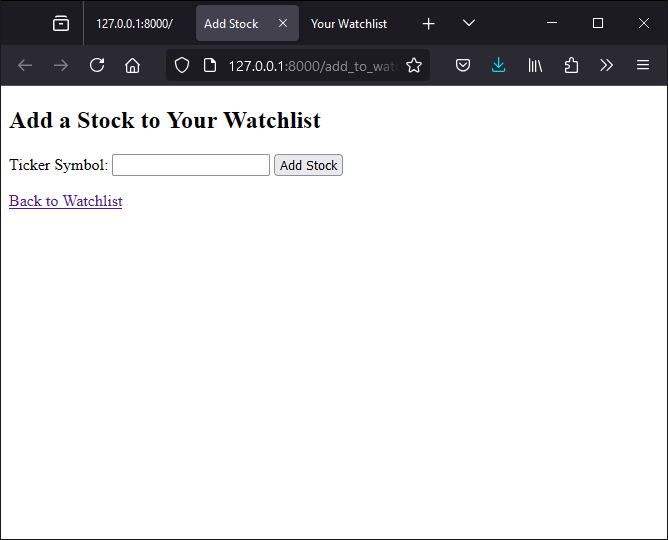 127.0.0.1:8000/ Add Stock Your Watchlist
127.0.0.1:8000/add_to_wat
Add a Stock to Your Watchlist
Ticker Symbol: Add Stock
Back to Watchlist